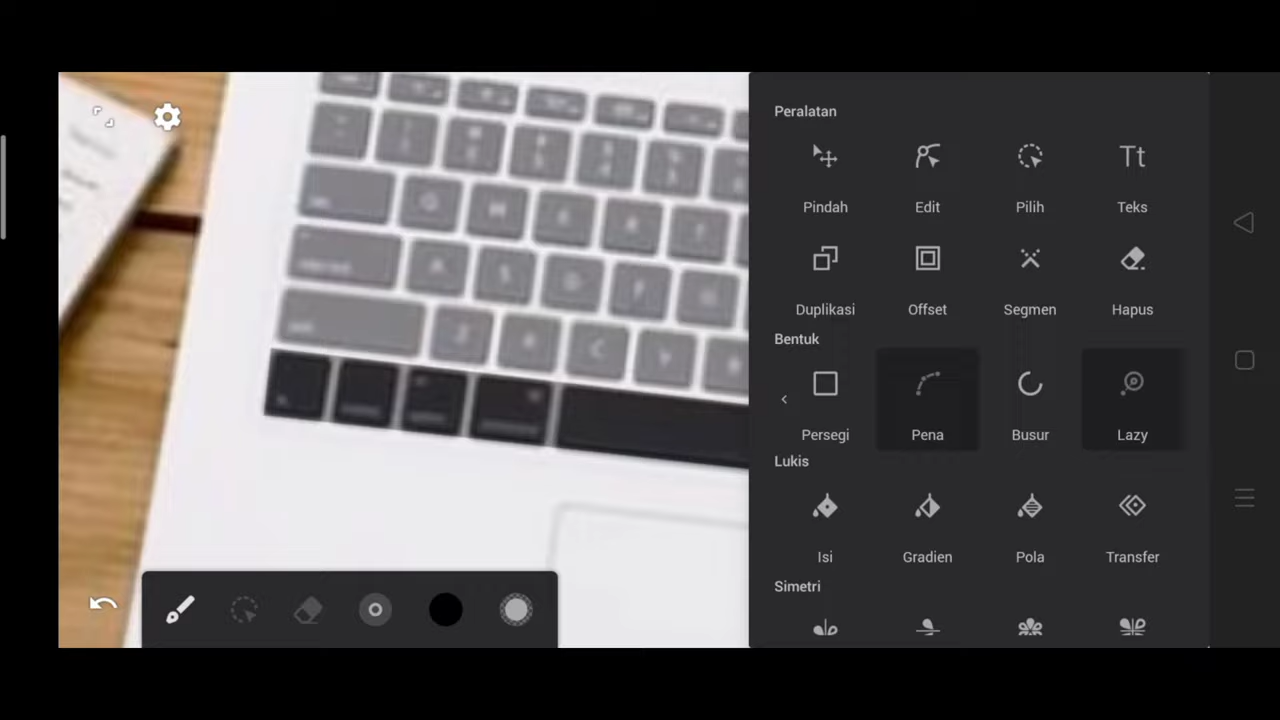 Peralatan
Pindah Edit Pilih Teks
Duplikasi Offset Segmen Hapus
Bentuk
Persegi Pena Busur Lazy
Lukis
Isi Gradien Pola Transfer
Simetri